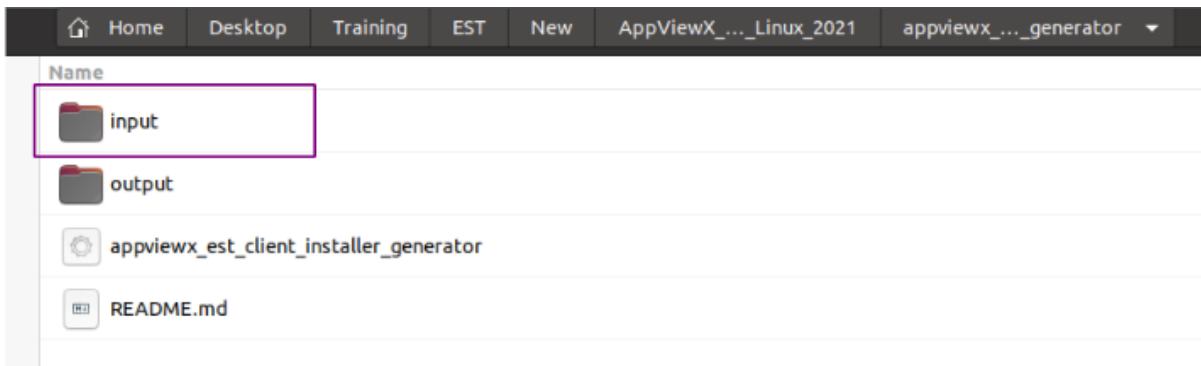 Home Desktop Training EST New AppViewX_..._Linux_2021 appviewx_..._generator
Name
input
output
appviewx_est_client_installer_generator
README.md